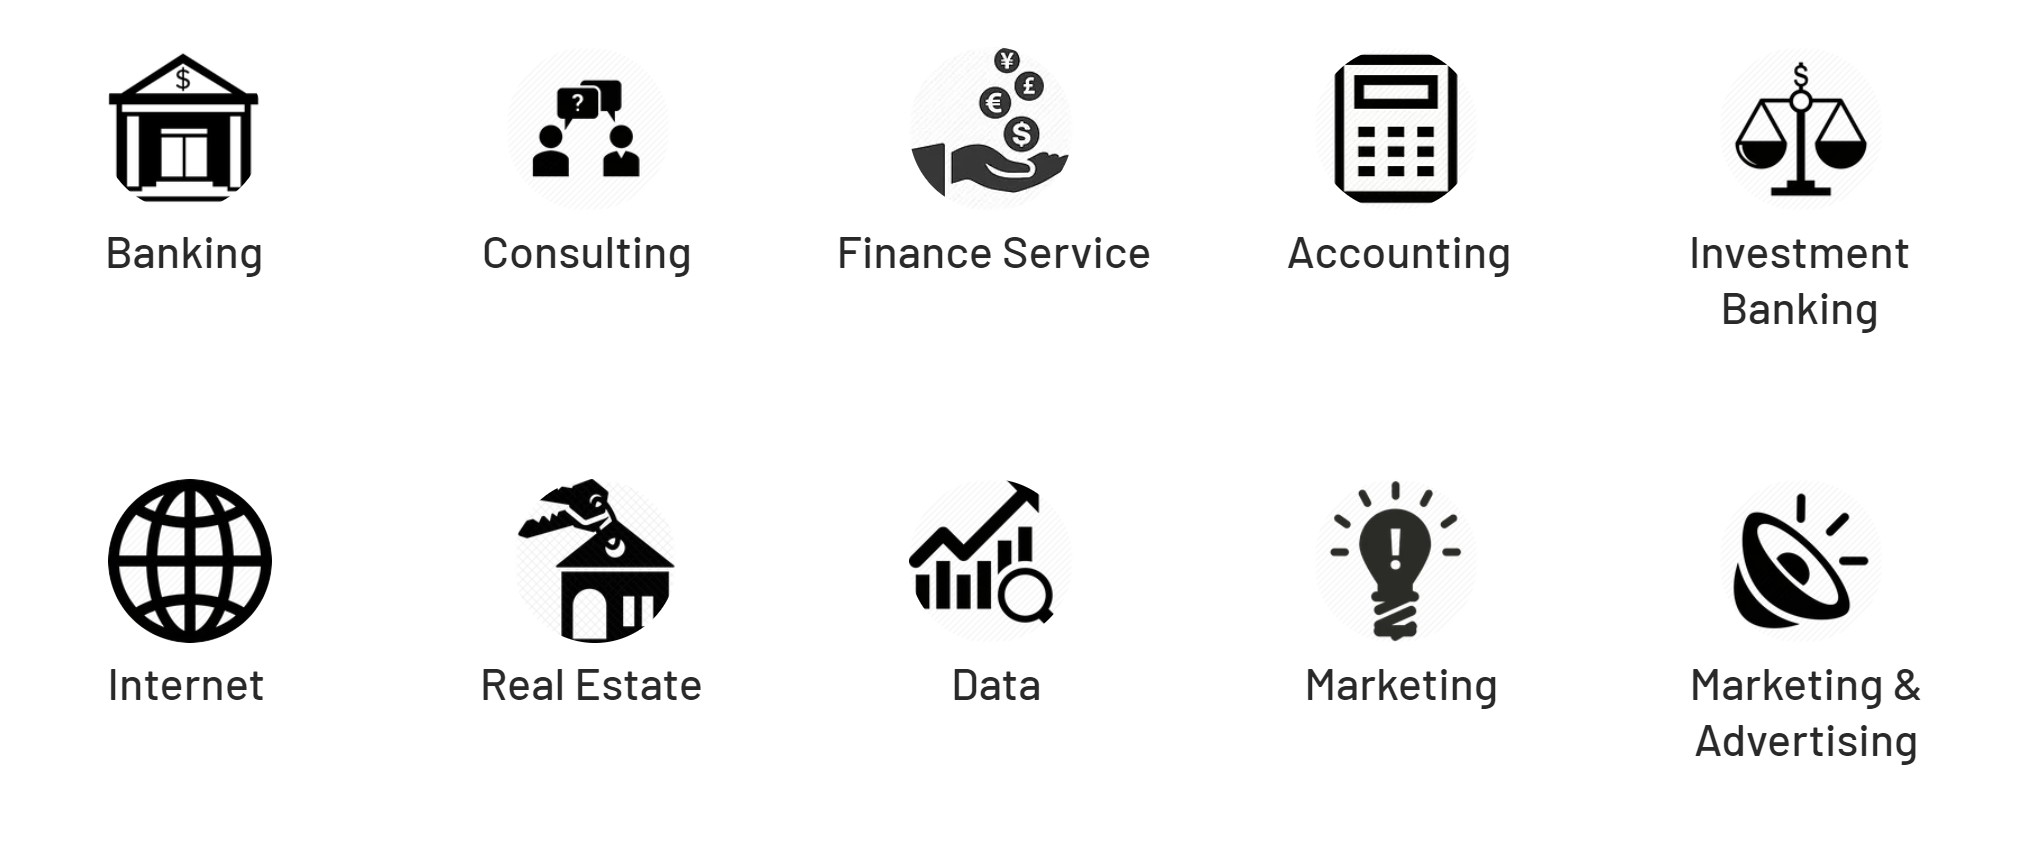 $
?
¥
£
€
$
$
Banking
Consulting
Finance Service
Accounting
Investment
Banking
!
Internet
Real Estate
Data
Marketing
Marketing &
Advertising